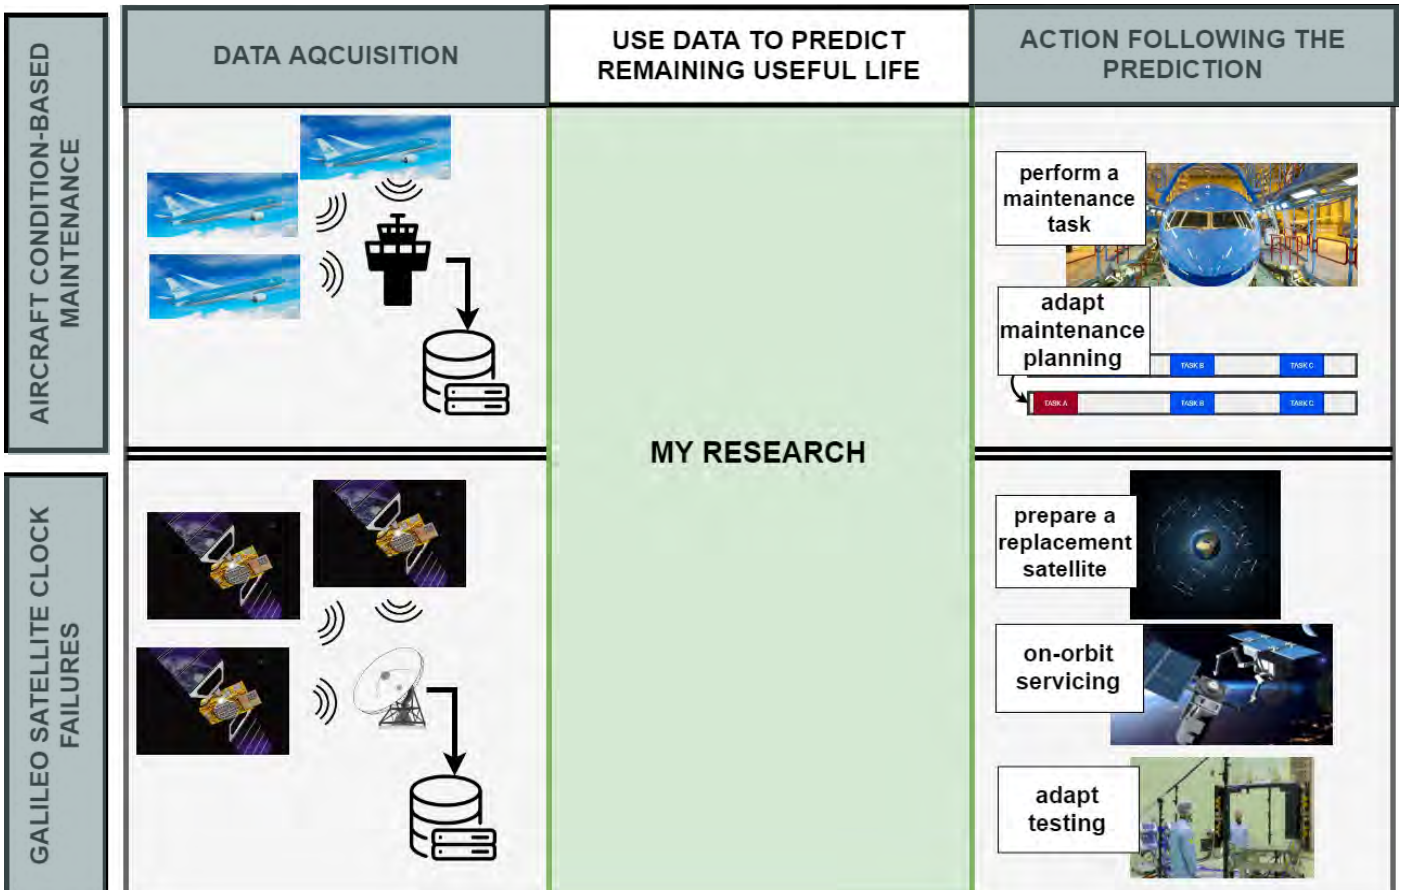 DATA AQCUISITION
USE DATA TO PREDICT
REMAINING USEFUL LIFE
ACTION FOLLOWING THE
PREDICTION
AIRCRAFT CONDITION-BASED
MAINTENANCE
perform a
maintenance
task
adapt
maintenance
planning
TASK B
TASK C
TASK A
TASK B
TASK C
MY RESEARCH
GALILEO SATELLITE CLOCK
FAILURES
prepare a
replacement
satellite
on-orbit
servicing
adapt
testing